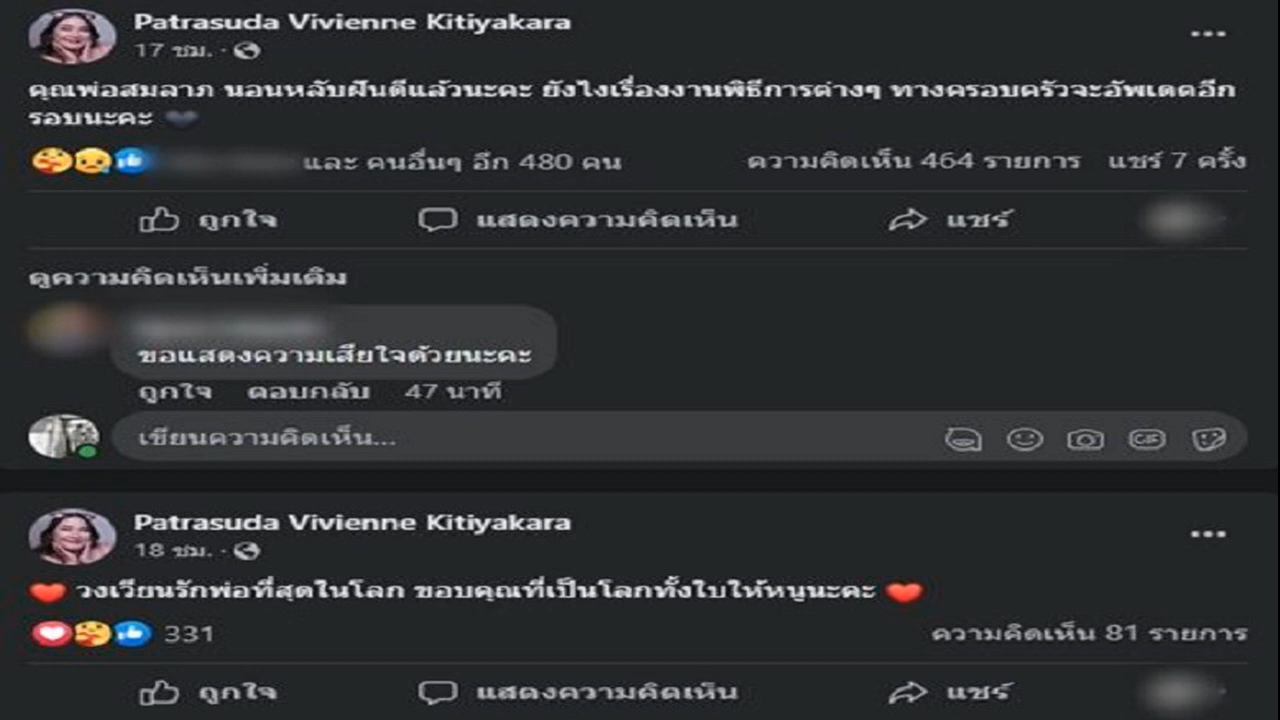 Patrasuda Vivienne Kitiyakara
17 ชม. ·
คุณพ่อสมลาภ นอนหลับฝันดีแล้วนะคะ ยังไงเรื่องงานพิธีการต่างๆ ทางครอบครัวจะอัพเดตอีก
รอบนะคะ
และ คนอื่นๆ อีก 480 คน ความคิดเห็น 464 รายการ แชร์ 7 ครั้ง
ถูกใจ แสดงความคิดเห็น แชร์
ดูความคิดเห็นเพิ่มเติม
ขอแสดงความเสียใจด้วยนะคะ
ถูกใจ ตอบกลับ 47 นาที
เขียนความคิดเห็น...
GIF
Patrasuda Vivienne Kitiyakara
18 ชม. ·
วงเวียนรักพ่อที่สุดในโลก ขอบคุณที่เป็นโลกทั้งใบให้หนูนะคะ
331 ความคิดเห็น 81 รายการ
ถูกใจ แสดงความคิดเห็น แชร์